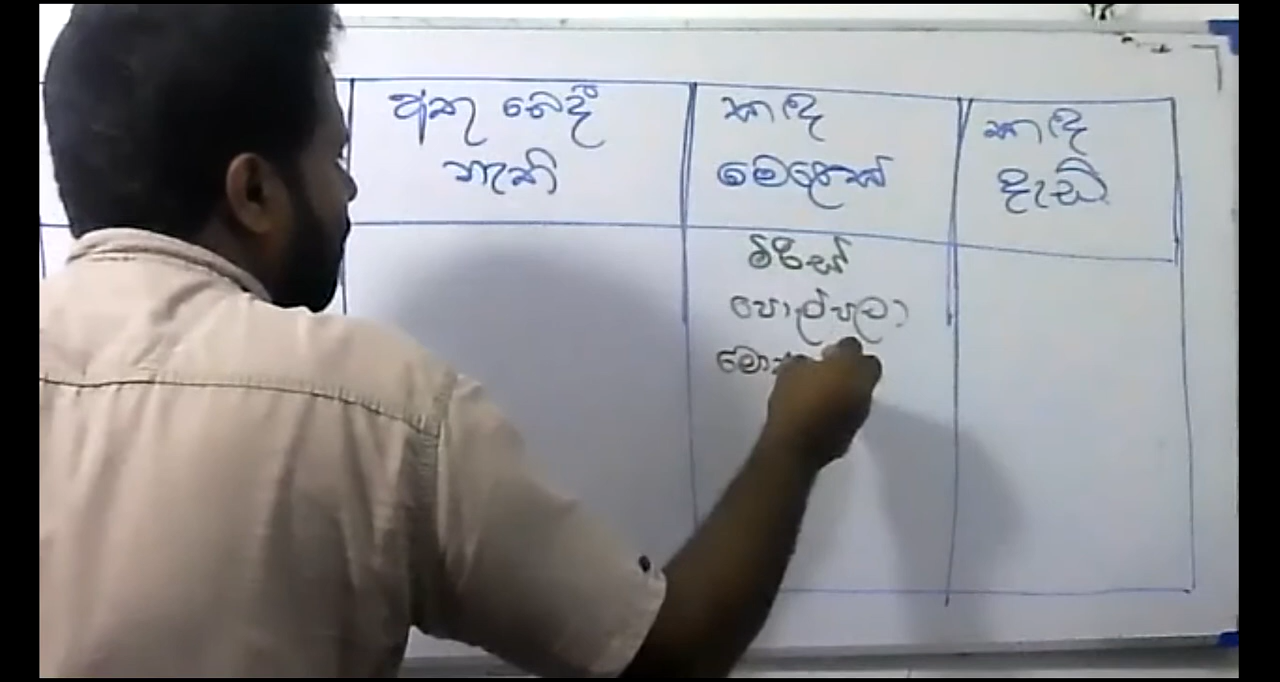 අතු බෙදී
නැති
කඳ
මෙලෙක්
කඳ
දැඩි
මිරිස්
පොල්පලා